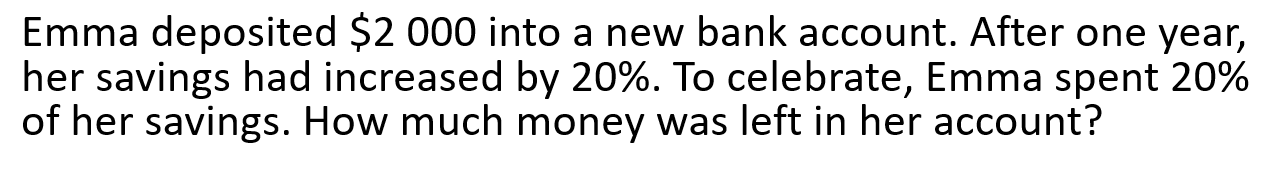 Emma deposited $2 000 into a new bank account. After one year,
her savings had increased by 20%. To celebrate, Emma spent 20%
of her savings. How much money was left in her account?